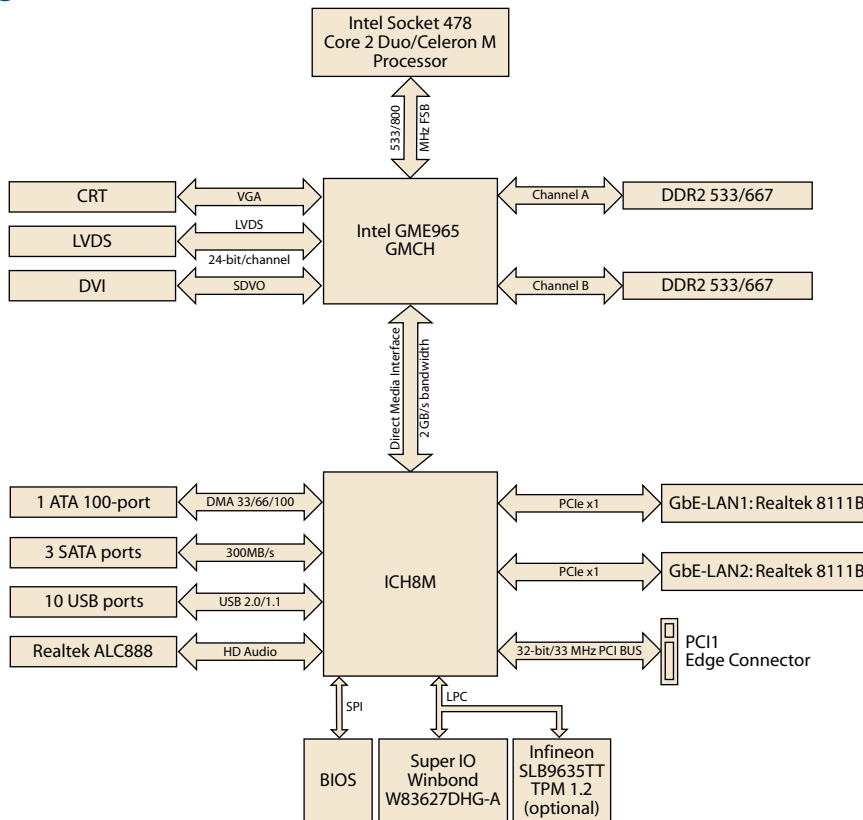 Intel Socket 478
Core 2 Duo/Celeron M
Processor
533/800
MHz FSB
CRT
VGA
LVDS
LVDS
24-bit/channel
DVI
SDVO
Intel GME965
GMCH
Channel A
DDR2 533/667
Channel B
DDR2 533/667
Direct Media Interface
2 GB/s bandwidth
1 ATA 100-port
DMA 33/66/100
3 SATA ports
300MB/s
10 USB ports
USB 2.0/1.1
Realtek ALC888
HD Audio
ICH8M
PCIe x1
GbE-LAN1: Realtek 8111B
PCIe x1
GbE-LAN2: Realtek 8111B
32-bit/33 MHz PCI BUS
PCI1
Edge Connector
SPI
LPC
BIOS
Super IO
Winbond
W83627DHG-A
Infineon
SLB9635TT
TPM 1.2
(optional)